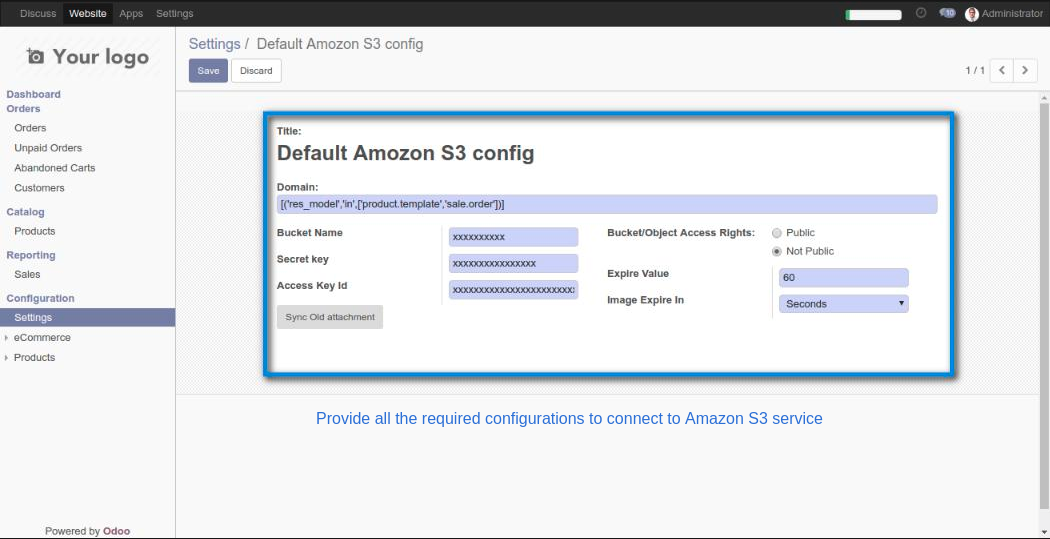 Discuss Website Apps Settings 10 Administrator
Your logo
Dashboard
Orders
Orders
Unpaid Orders
Abandoned Carts
Customers
Catalog
Products
Reporting
Sales
Configuration
Settings
eCommerce
Products
Powered by Odoo
Settings / Default Amozon S3 config
Save Discard 1 / 1
Title:
Default Amozon S3 config
Domain:
[('res_model','in',['product.template','sale.order'])]
Bucket Name xxxxxxxxxx
Secret key xxxxxxxxxxxxxxxx
Access Key Id xxxxxxxxxxxxxxxxxxxxxxx
Sync Old attachment
Bucket/Object Access Rights: Public
Not Public
Expire Value 60
Image Expire In Seconds
Provide all the required configurations to connect to Amazon S3 service